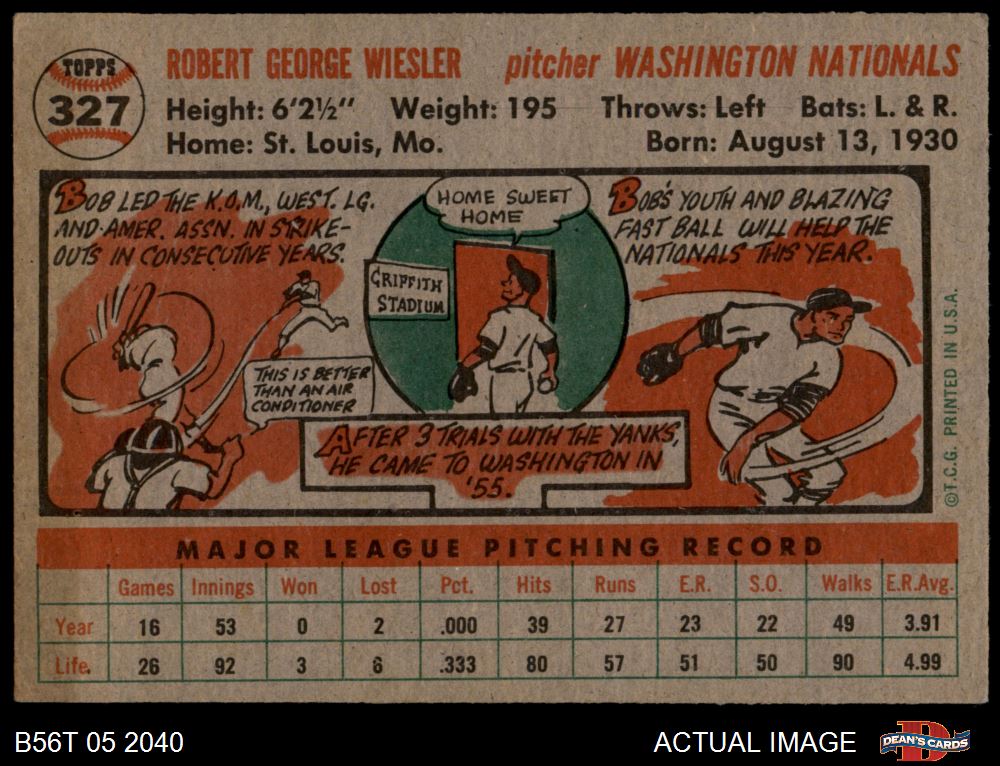 TOPPS
327
ROBERT GEORGE WIESLER pitcher WASHINGTON NATIONALS
Height: 6'2½" Weight: 195 Throws: Left Bats: L. & R.
Home: St. Louis, Mo. Born: August 13, 1930
BOB LED THE K.O.M., WEST. LG.
AND AMER. ASSN. IN STRIKE-
OUTS IN CONSECUTIVE YEARS.
THIS IS BETTER
THAN AN AIR
CONDITIONER
HOME SWEET
HOME
GRIFFITH
STADIUM
AFTER 3 TRIALS WITH THE YANKS,
HE CAME TO WASHINGTON IN
'55.
BOB'S YOUTH AND BLAZING
FAST BALL WILL HELP THE
NATIONALS THIS YEAR.
©T.C.G. PRINTED IN U.S.A.
MAJOR LEAGUE PITCHING RECORD
Games Innings Won Lost Pct. Hits Runs E.R. S.O. Walks E.R.Avg.
Year 16 53 0 2 .000 39 27 23 22 49 3.91
Life. 26 92 3 6 .333 80 57 51 50 90 4.99
B56T 05 2040 ACTUAL IMAGE
D
DEAN'S CARDS